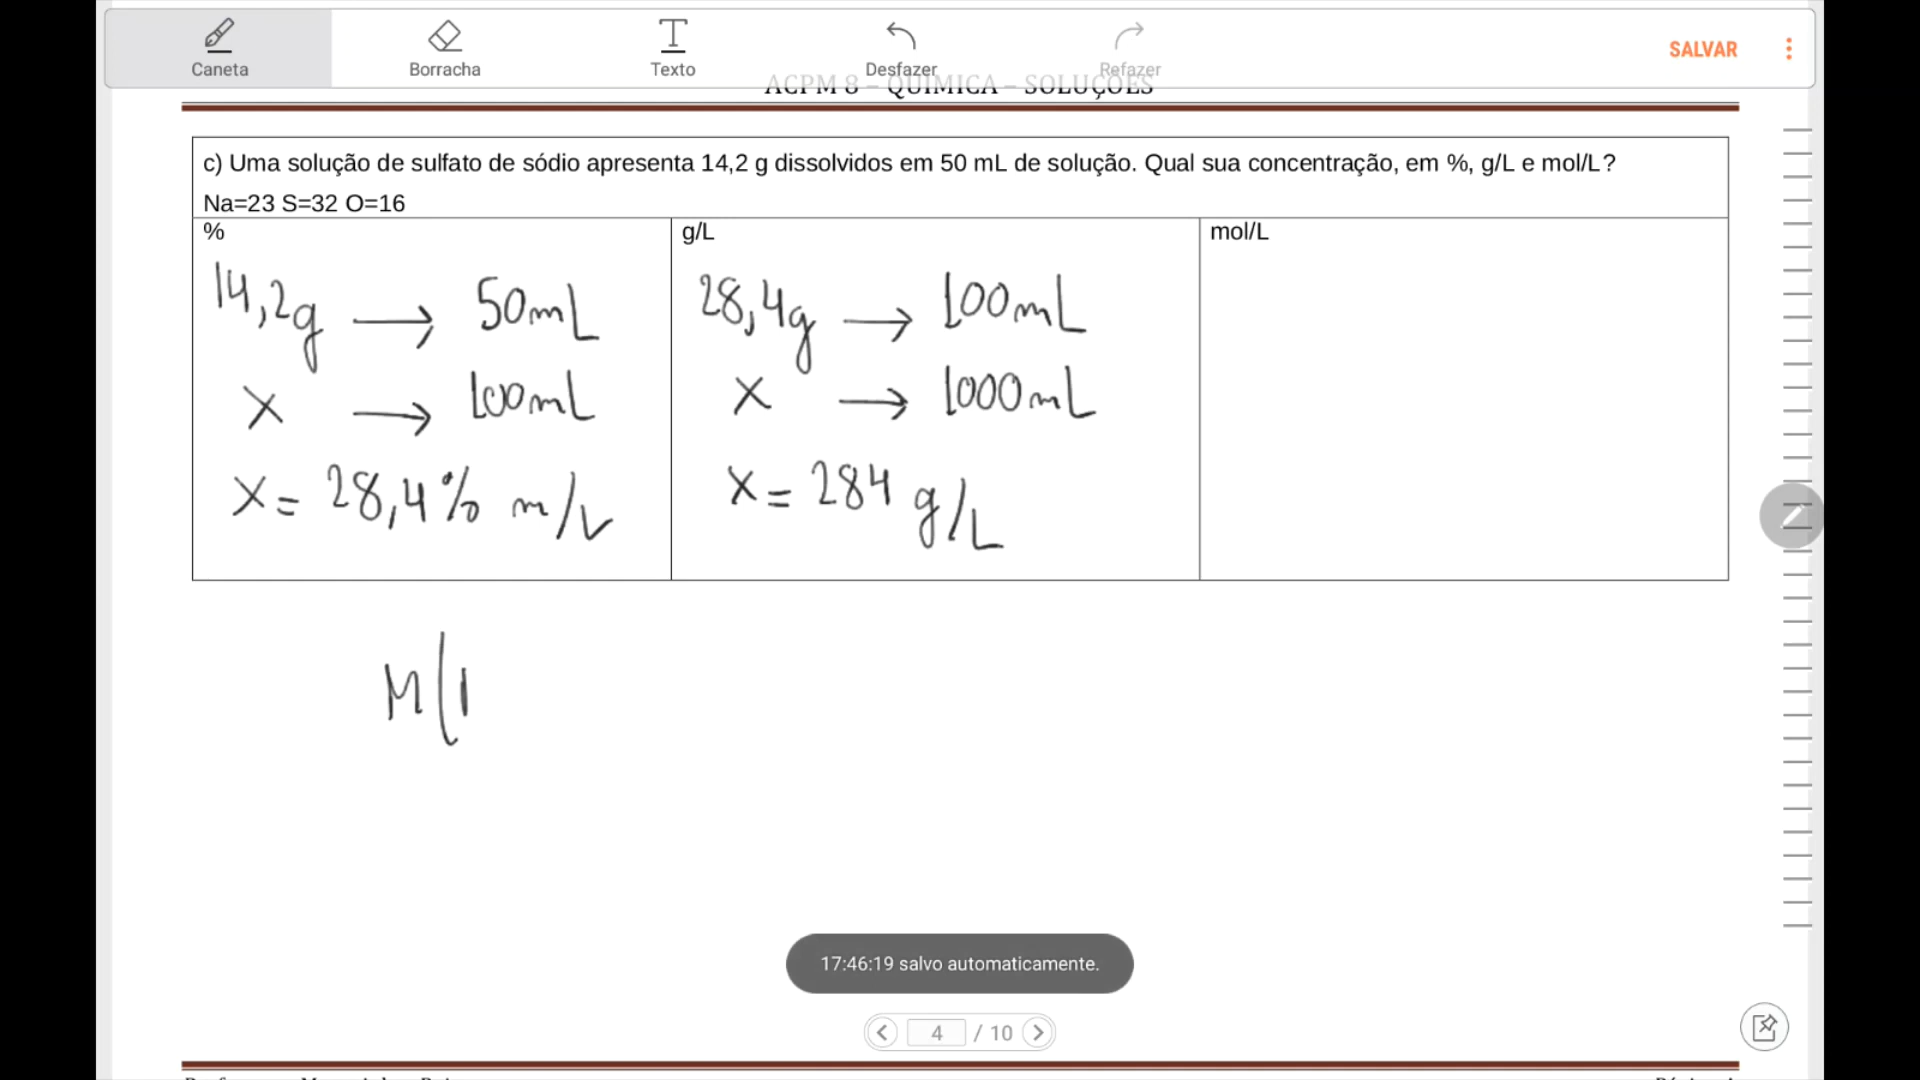 Caneta
Borracha
Texto
Desfazer
Refazer
SALVAR
ACPM 8 – QUÍMICA – SOLUÇÕES
c) Uma solução de sulfato de sódio apresenta 14,2 g dissolvidos em 50 mL de solução. Qual sua concentração, em %, g/L e mol/L?
Na=23 S=32 O=16
%
14,2g → 50mL
x → 100mL
x = 28,4% m/v
g/L
28,4g → 100mL
x → 1000mL
x = 284 g/L
mol/L
M(
17:46:19 salvo automaticamente.
4 / 10